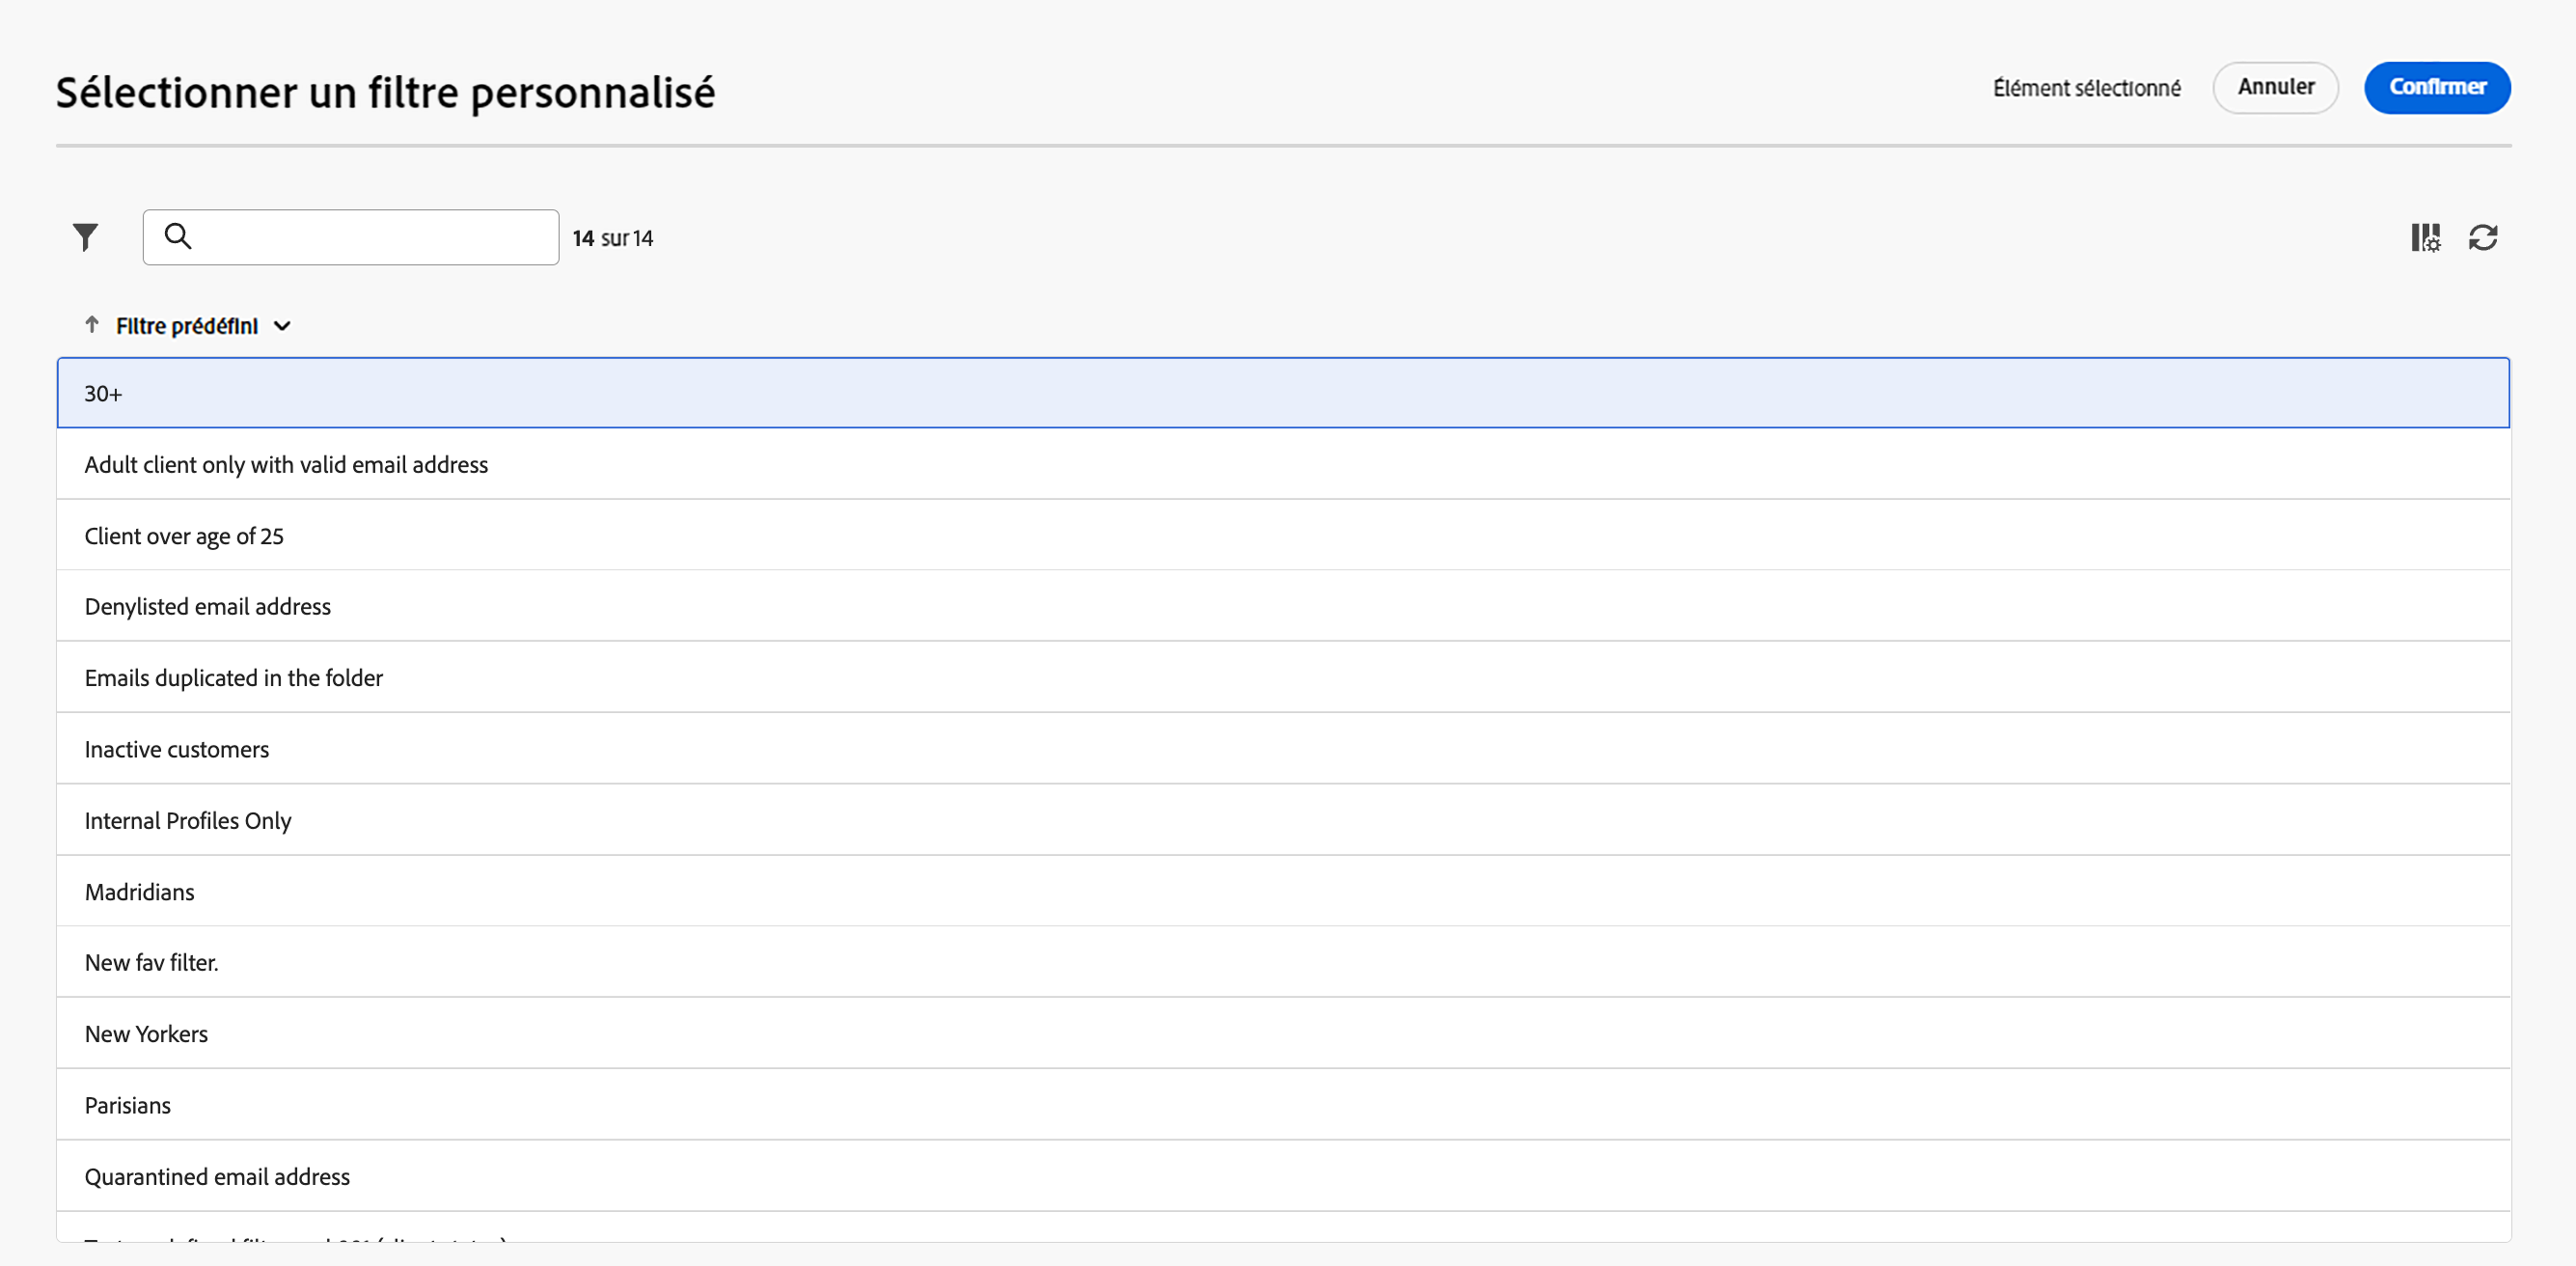 Sélectionner un filtre personnalisé
Élément sélectionné
Annuler
Confirmer
14 sur 14
Filtre prédéfini
30+
Adult client only with valid email address
Client over age of 25
Denylisted email address
Emails duplicated in the folder
Inactive customers
Internal Profiles Only
Madridians
New fav filter.
New Yorkers
Parisians
Quarantined email address